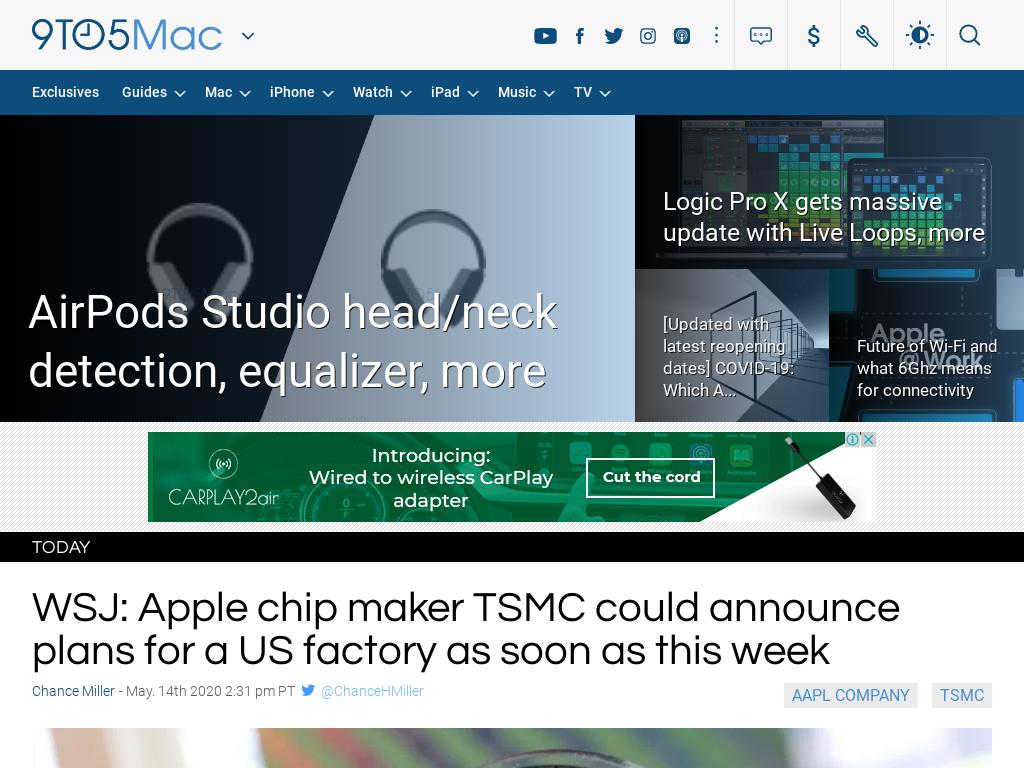 9TO5Mac
Exclusives Guides Mac iPhone Watch iPad Music TV
AirPods Studio head/neck
detection, equalizer, more
Logic Pro X gets massive
update with Live Loops, more
[Updated with
latest reopening
dates] COVID-19:
Which A...
Apple
@Work
Future of Wi-Fi and
what 6Ghz means
for connectivity
CARPLAY2air
Introducing:
Wired to wireless CarPlay
adapter
Cut the cord
TODAY
WSJ: Apple chip maker TSMC could announce
plans for a US factory as soon as this week
Chance Miller - May. 14th 2020 2:31 pm PT @ChanceHMiller
AAPL COMPANY TSMC